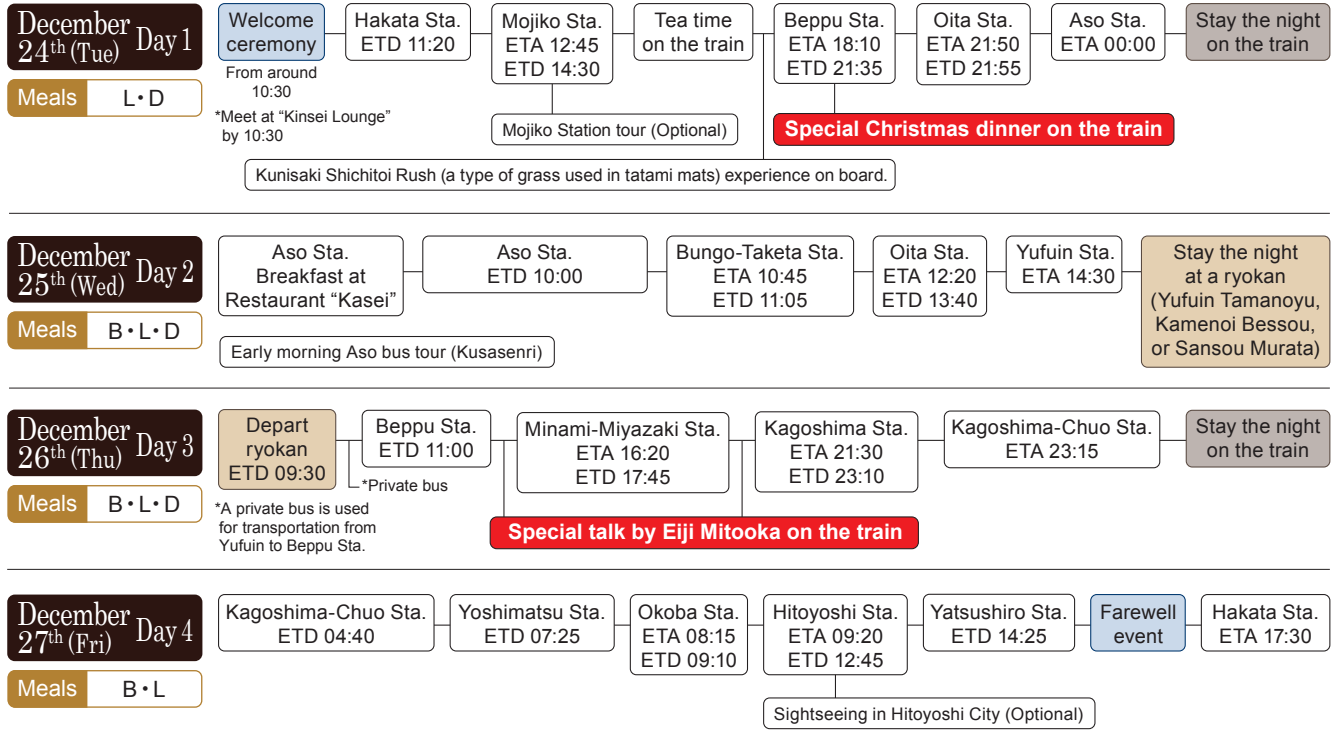 December
24th (Tue)
Day 1
Meals
L・D
Welcome
ceremony
From around
10:30
*Meet at “Kinsei Lounge”
by 10:30
Hakata Sta.
ETD 11:20
Mojiko Sta.
ETA 12:45
ETD 14:30
Tea time
on the train
Beppu Sta.
ETA 18:10
ETD 21:35
Oita Sta.
ETA 21:50
ETD 21:55
Aso Sta.
ETA 00:00
Stay the night
on the train
Mojiko Station tour (Optional)
Special Christmas dinner on the train
Kunisaki Shichitoi Rush (a type of grass used in tatami mats) experience on board.
December
25th (Wed)
Day 2
Meals
B・L・D
Aso Sta.
Breakfast at
Restaurant “Kasei”
Aso Sta.
ETD 10:00
Bungo-Taketa Sta.
ETA 10:45
ETD 11:05
Oita Sta.
ETA 12:20
ETD 13:40
Yufuin Sta.
ETA 14:30
Stay the night
at a ryokan
(Yufuin Tamanoyu,
Kamenoi Bessou,
or Sansou Murata)
Early morning Aso bus tour (Kusasenri)
December
26th (Thu)
Day 3
Meals
B・L・D
Depart
ryokan
ETD 09:30
*A private bus is used
for transportation from
Yufuin to Beppu Sta.
Beppu Sta.
ETD 11:00
*Private bus
Minami-Miyazaki Sta.
ETA 16:20
ETD 17:45
Kagoshima Sta.
ETA 21:30
ETD 23:10
Kagoshima-Chuo Sta.
ETA 23:15
Stay the night
on the train
Special talk by Eiji Mitooka on the train
December
27th (Fri)
Day 4
Meals
B・L
Kagoshima-Chuo Sta.
ETD 04:40
Yoshimatsu Sta.
ETD 07:25
Okoba Sta.
ETA 08:15
ETD 09:10
Hitoyoshi Sta.
ETA 09:20
ETD 12:45
Yatsushiro Sta.
ETD 14:25
Farewell
event
Hakata Sta.
ETA 17:30
Sightseeing in Hitoyoshi City (Optional)